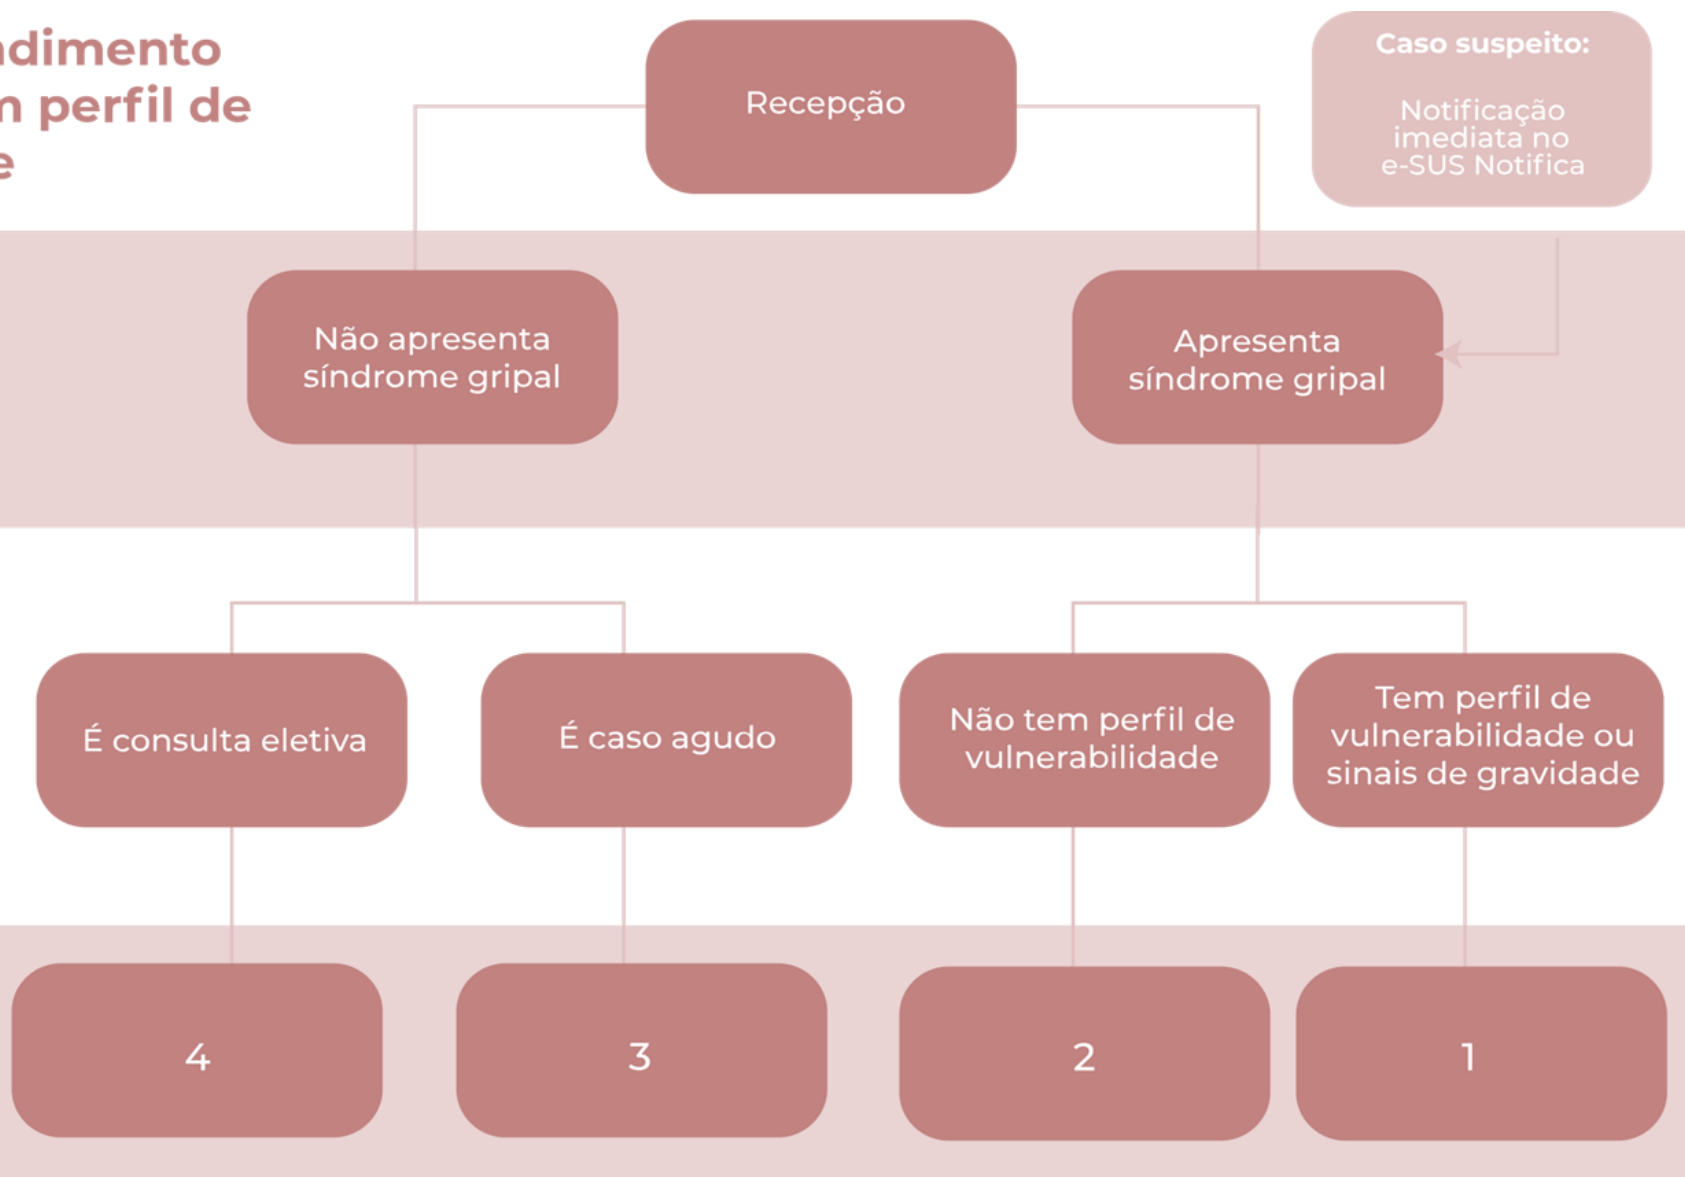 perfil de
Recepção
Caso suspeito:
Notificação
imediata no
e-SUS Notifica
Não apresenta
síndrome gripal
Apresenta
síndrome gripal
É consulta eletiva
É caso agudo
Não tem perfil de
vulnerabilidade
Tem perfil de
vulnerabilidade ou
sinais de gravidade
4
3
2
1